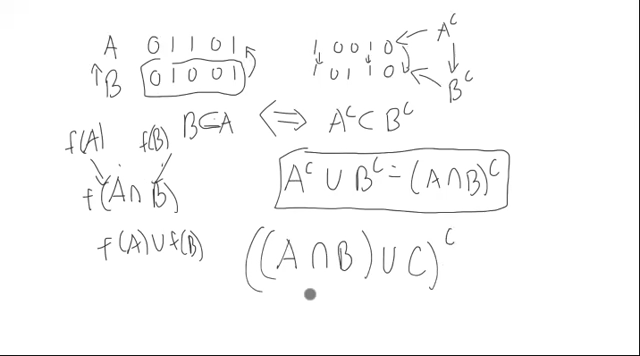 A 0 1 1 0 1
B 0 1 0 0 1
1 0 0 1 0 A^c
1 0 1 1 0 B^c
B ⊂ A ⟺ A^c ⊂ B^c
f(A) f(B)
f(A ∩ B)
f(A) ∪ f(B)
A^c ∪ B^c = (A ∩ B)^c
((A ∩ B) ∪ C)^c